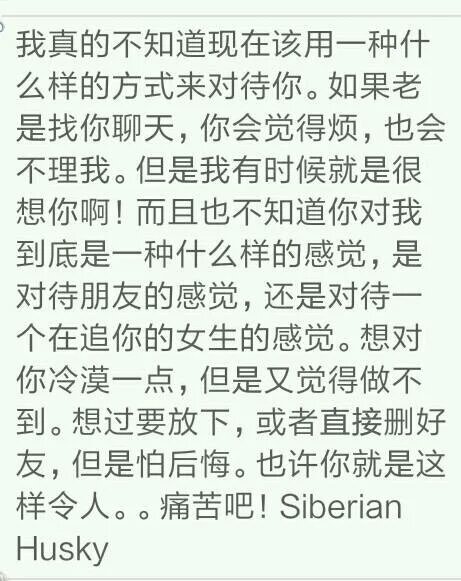 我真的不知道现在该用一种什
么样的方式来对待你。如果老
是找你聊天，你会觉得烦，也会
不理我。但是我有时候就是很
想你啊！而且也不知道你对我
到底是一种什么样的感觉，是
对待朋友的感觉，还是对待一
个在追你的女生的感觉。想对
你冷漠一点，但是又觉得做不
到。想过要放下，或者直接删好
友，但是怕后悔。也许你就是这
样令人。。痛苦吧！Siberian
Husky